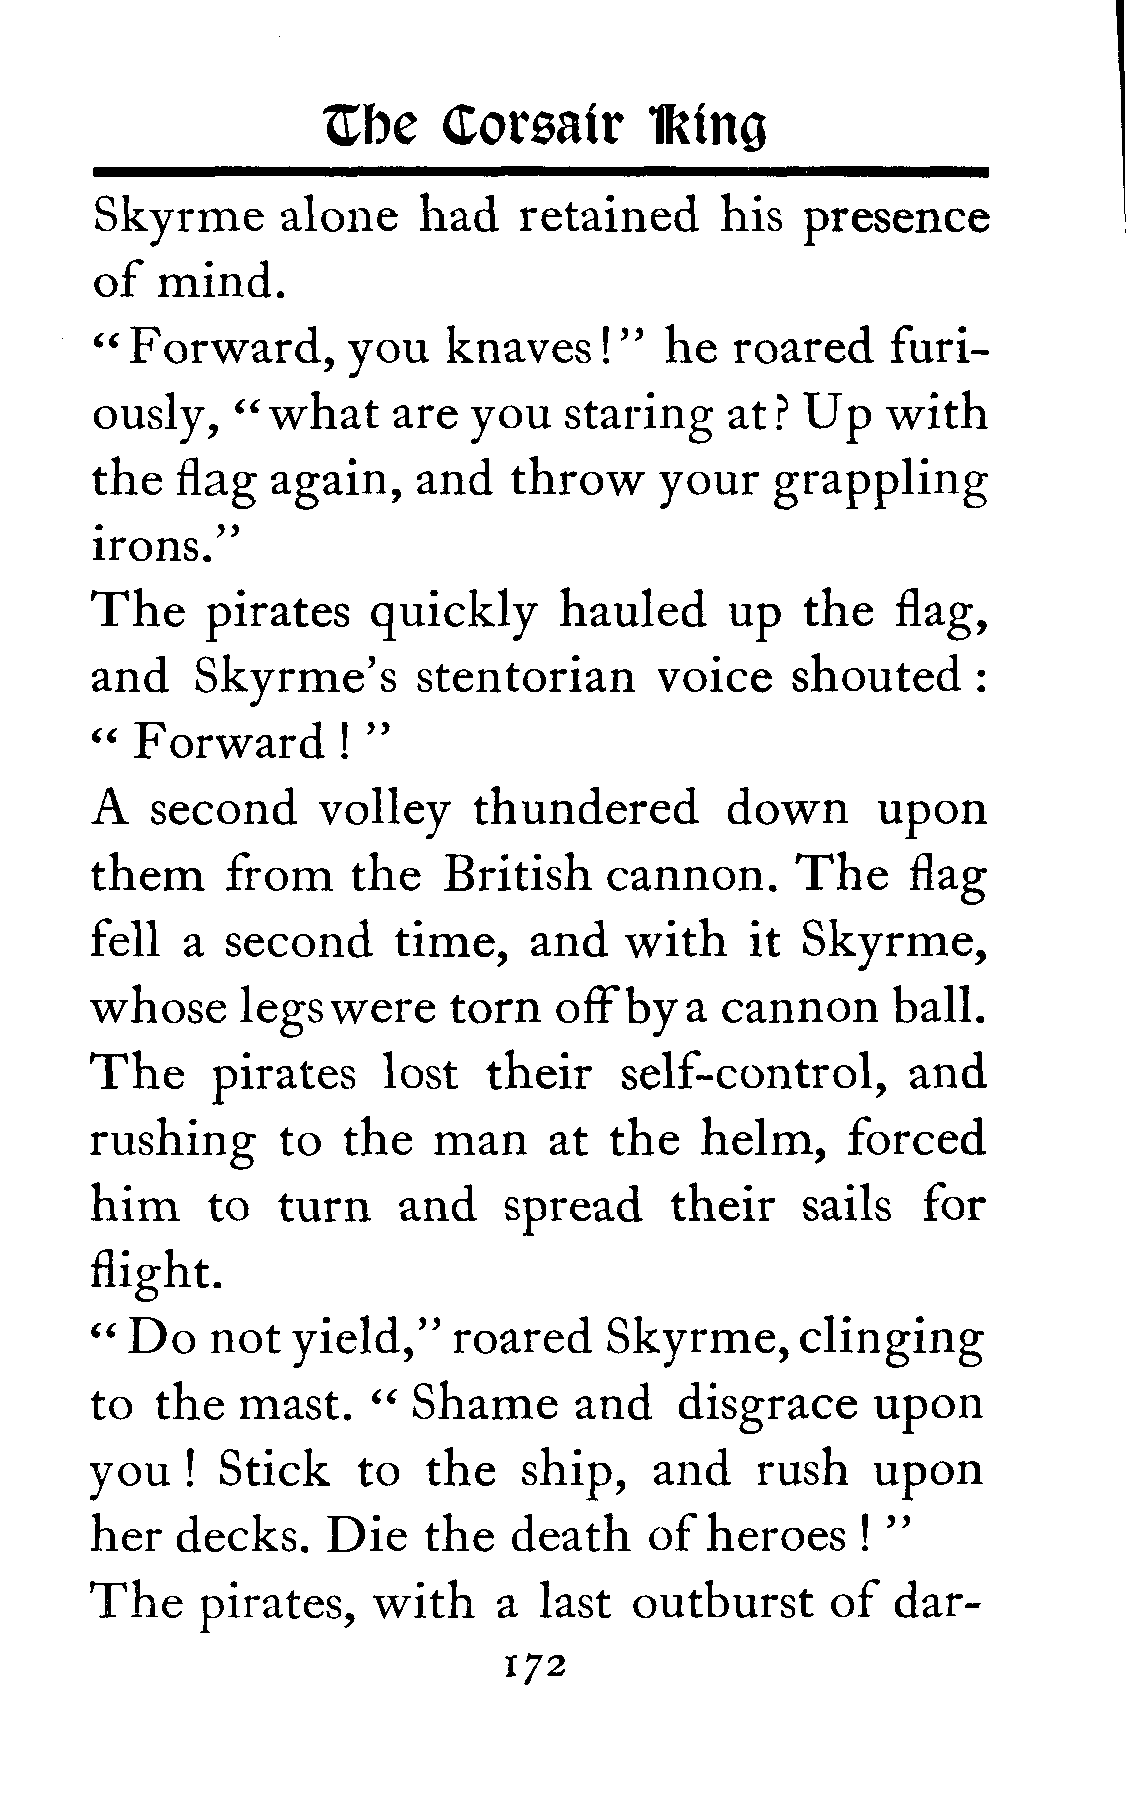 The Corsair King
Skyrme alone had retained his presence
of mind.
“Forward, you knaves!” he roared furi-
ously, “what are you staring at? Up with
the flag again, and throw your grappling
irons.”
The pirates quickly hauled up the flag,
and Skyrme’s stentorian voice shouted :
“ Forward ! ”
A second volley thundered down upon
them from the British cannon. The flag
fell a second time, and with it Skyrme,
whose legs were torn off by a cannon ball.
The pirates lost their self-control, and
rushing to the man at the helm, forced
him to turn and spread their sails for
flight.
“Do not yield,” roared Skyrme, clinging
to the mast. “ Shame and disgrace upon
you ! Stick to the ship, and rush upon
her decks. Die the death of heroes ! ”
The pirates, with a last outburst of dar-
172